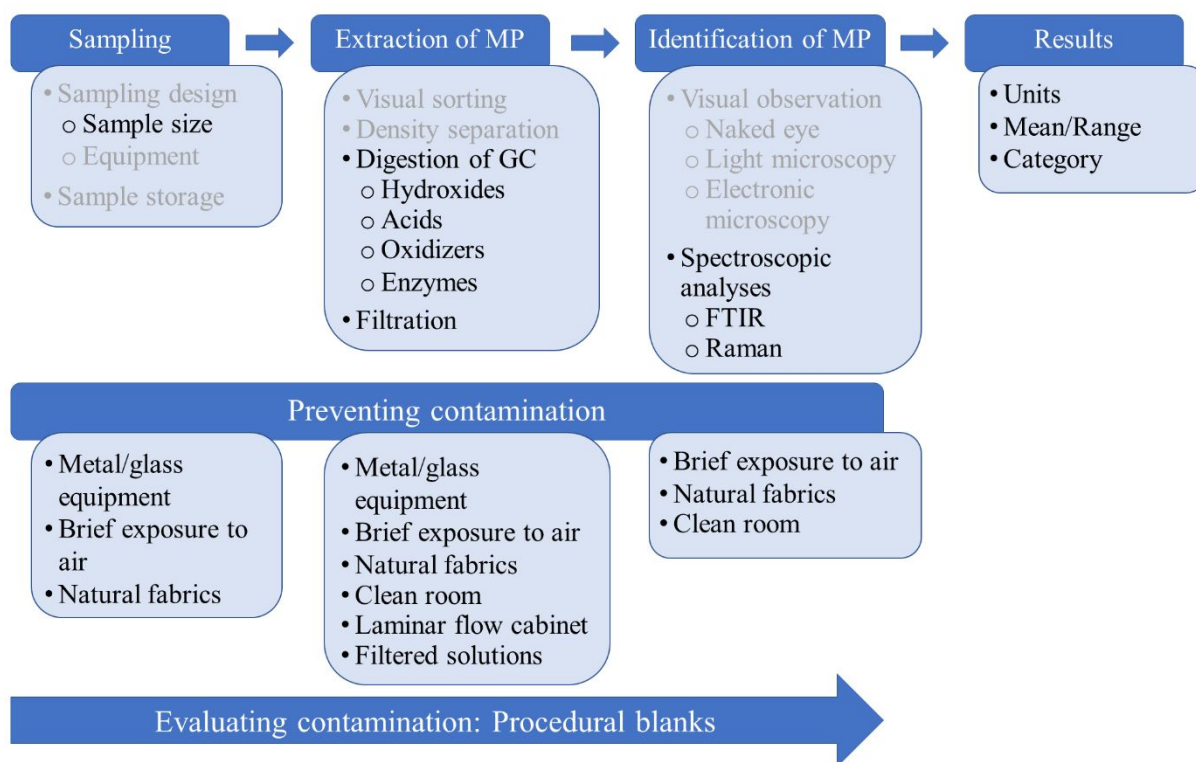 Sampling
• Sampling design
o Sample size
o Equipment
• Sample storage
Extraction of MP
• Visual sorting
• Density separation
• Digestion of GC
o Hydroxides
o Acids
o Oxidizers
o Enzymes
• Filtration
Identification of MP
• Visual observation
o Naked eye
o Light microscopy
o Electronic
microscopy
• Spectroscopic
analyses
o FTIR
o Raman
Results
• Units
• Mean/Range
• Category
Preventing contamination
• Metal/glass
equipment
• Brief exposure to
air
• Natural fabrics
• Metal/glass
equipment
• Brief exposure to air
• Natural fabrics
• Clean room
• Laminar flow cabinet
• Filtered solutions
• Brief exposure to air
• Natural fabrics
• Clean room
Evaluating contamination: Procedural blanks